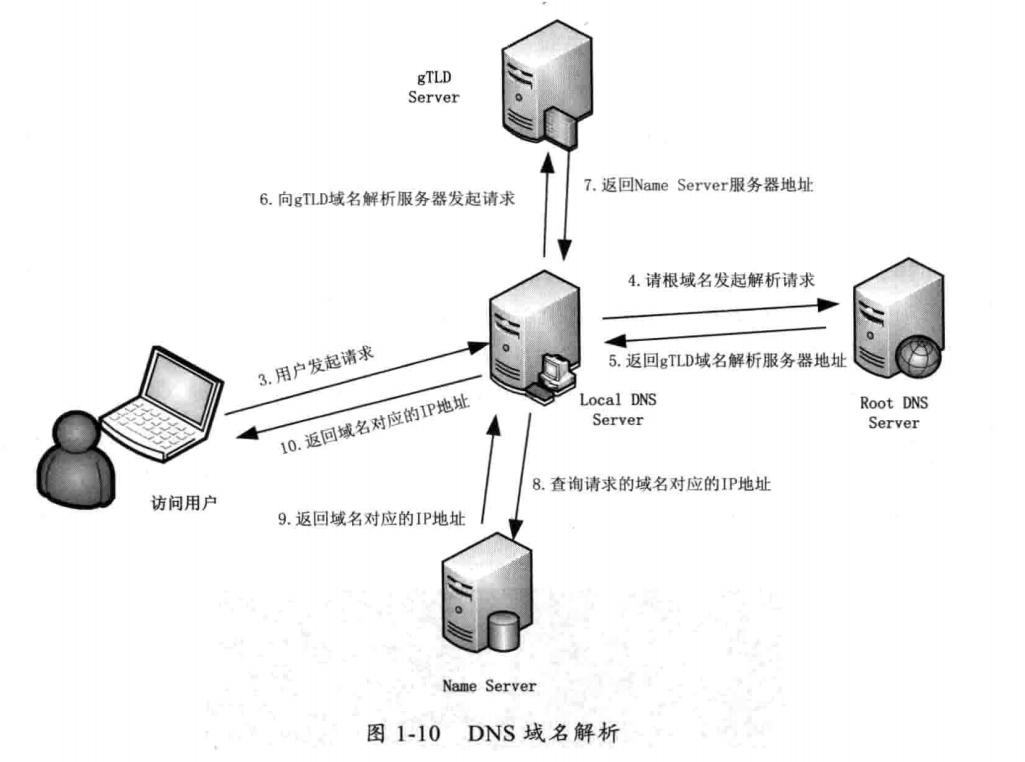 gTLD
Server
7.返回Name Server服务器地址
6.向gTLD域名解析服务器发起请求
4.请根域名发起解析请求
3.用户发起请求
5.返回gTLD域名解析服务器地址
Local DNS
Server
Root DNS
Server
10.返回域名对应的IP地址
访问用户
8.查询请求的域名对应的IP地址
9.返回域名对应的IP地址
Name Server
图 1-10 DNS 域名解析